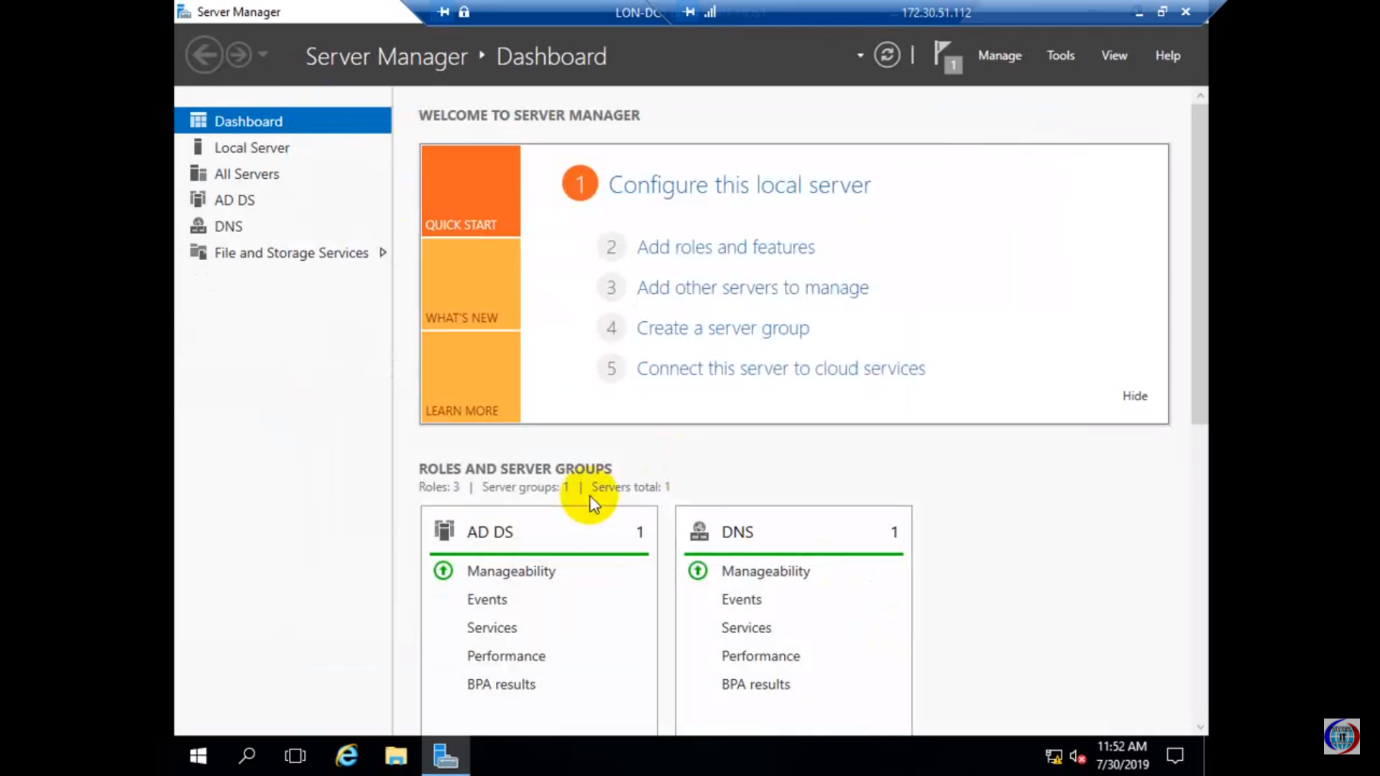 Server Manager
LON-DC
172.30.51.112
Server Manager ‣ Dashboard
1
Manage
Tools
View
Help
Dashboard
Local Server
All Servers
AD DS
DNS
File and Storage Services
WELCOME TO SERVER MANAGER
QUICK START
WHAT'S NEW
LEARN MORE
1 Configure this local server
2 Add roles and features
3 Add other servers to manage
4 Create a server group
5 Connect this server to cloud services
Hide
ROLES AND SERVER GROUPS
Roles: 3 | Server groups: 1 | Servers total: 1
AD DS 1
Manageability
Events
Services
Performance
BPA results
DNS 1
Manageability
Events
Services
Performance
BPA results
11:52 AM
7/30/2019